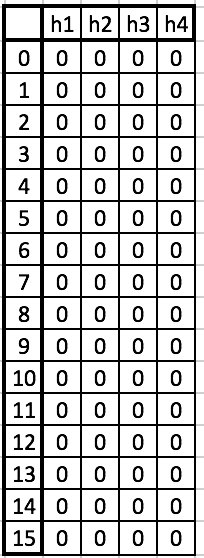 h1 h2 h3 h4
0 0 0 0 0
1 0 0 0 0
2 0 0 0 0
3 0 0 0 0
4 0 0 0 0
5 0 0 0 0
6 0 0 0 0
7 0 0 0 0
8 0 0 0 0
9 0 0 0 0
10 0 0 0 0
11 0 0 0 0
12 0 0 0 0
13 0 0 0 0
14 0 0 0 0
15 0 0 0 0